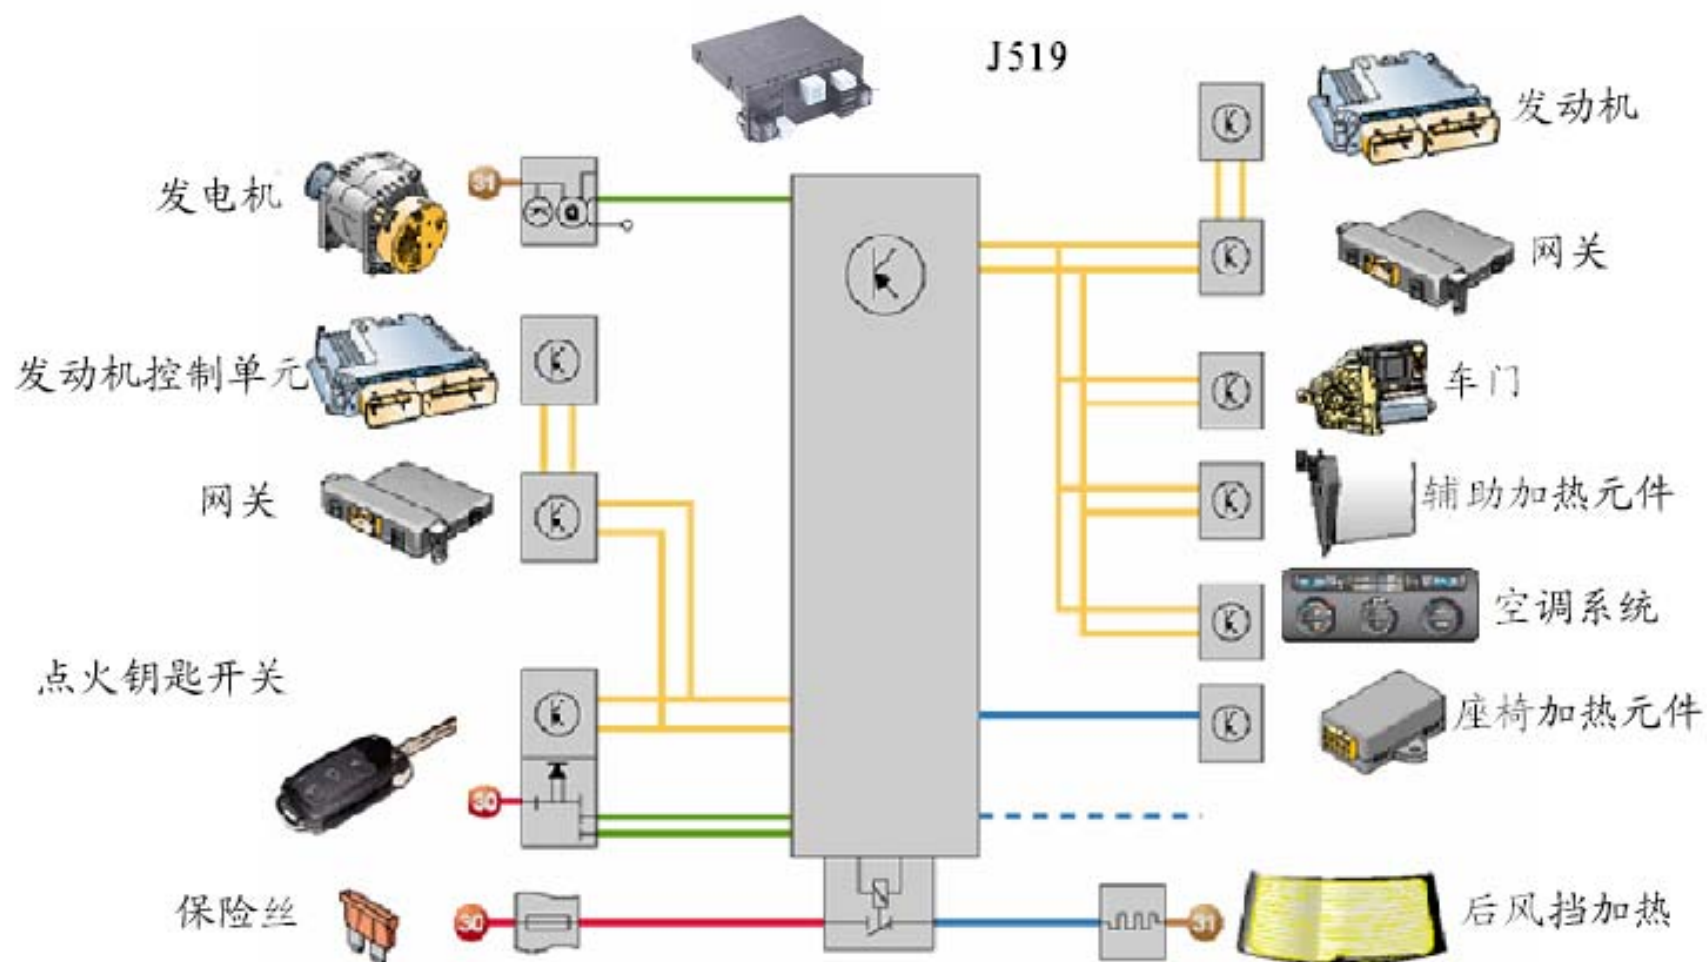 J519
发动机
发电机
31
网关
发动机控制单元
车门
网关
辅助加热元件
空调系统
点火钥匙开关
座椅加热元件
30
保险丝
30
31
后风挡加热